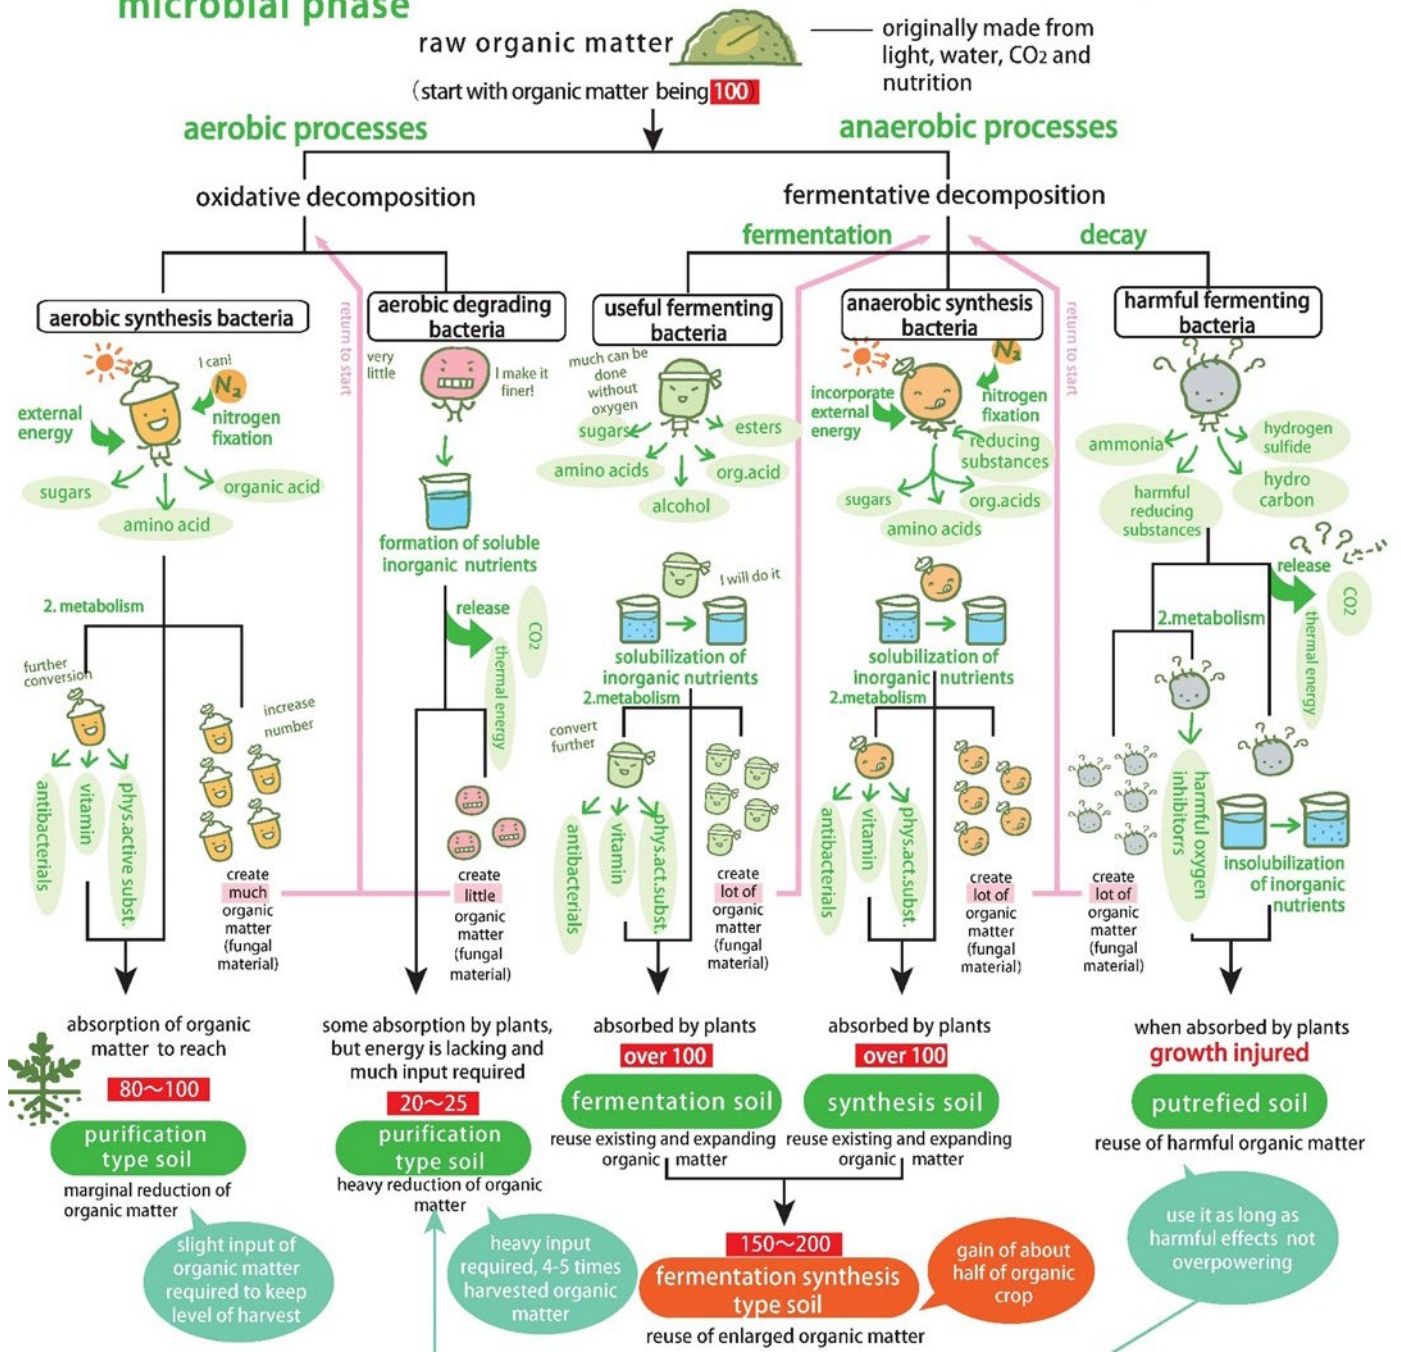 microbial phase
raw organic matter
originally made from
light, water, CO2 and
nutrition
(start with organic matter being 100)
aerobic processes
anaerobic processes
oxidative decomposition
fermentative decomposition
fermentation
decay
aerobic synthesis bacteria
aerobic degrading
bacteria
useful fermenting
bacteria
anaerobic synthesis
bacteria
harmful fermenting
bacteria
I can!
N2
external
energy
nitrogen
fixation
sugars
organic acid
amino acid
return to start
very
little
I make it
finer!
formation of soluble
inorganic nutrients
much can be
done
without
oxygen
sugars
esters
amino acids
org.acid
alcohol
N2
incorporate
external
energy
nitrogen
fixation
reducing
substances
sugars
org.acids
amino acids
return to start
ammonia
hydrogen
sulfide
hydro
carbon
harmful
reducing
substances
2. metabolism
further
conversion
increase
number
antibacterials
vitamin
phys.active subst.
create
much
organic
matter
(fungal
material)
release
CO2
thermal energy
create
little
organic
matter
(fungal
material)
I will do it
solubilization of
inorganic nutrients
2.metabolism
convert
further
antibacterials
vitamin
phys.act.subst.
create
lot of
organic
matter
(fungal
material)
solubilization of
inorganic nutrients
2.metabolism
antibacterials
vitamin
phys.act.subst.
create
lot of
organic
matter
(fungal
material)
? ? ? ?
release
CO2
thermal energy
2.metabolism
create
lot of
organic
matter
(fungal
material)
harmful oxygen
inhibitorrs
insolubilization
of inorganic
nutrients
absorption of organic
matter to reach
80～100
purification
type soil
marginal reduction of
organic matter
slight input of
organic matter
required to keep
level of harvest
some absorption by plants,
but energy is lacking and
much input required
20～25
purification
type soil
heavy reduction of organic
matter
heavy input
required, 4-5 times
harvested organic
matter
absorbed by plants
over 100
fermentation soil
reuse existing and expanding
organic matter
absorbed by plants
over 100
synthesis soil
reuse existing and expanding
organic matter
150～200
fermentation synthesis
type soil
reuse of enlarged organic matter
gain of about
half of organic
crop
when absorbed by plants
growth injured
putrefied soil
reuse of harmful organic matter
use it as long as
harmful effects not
overpowering